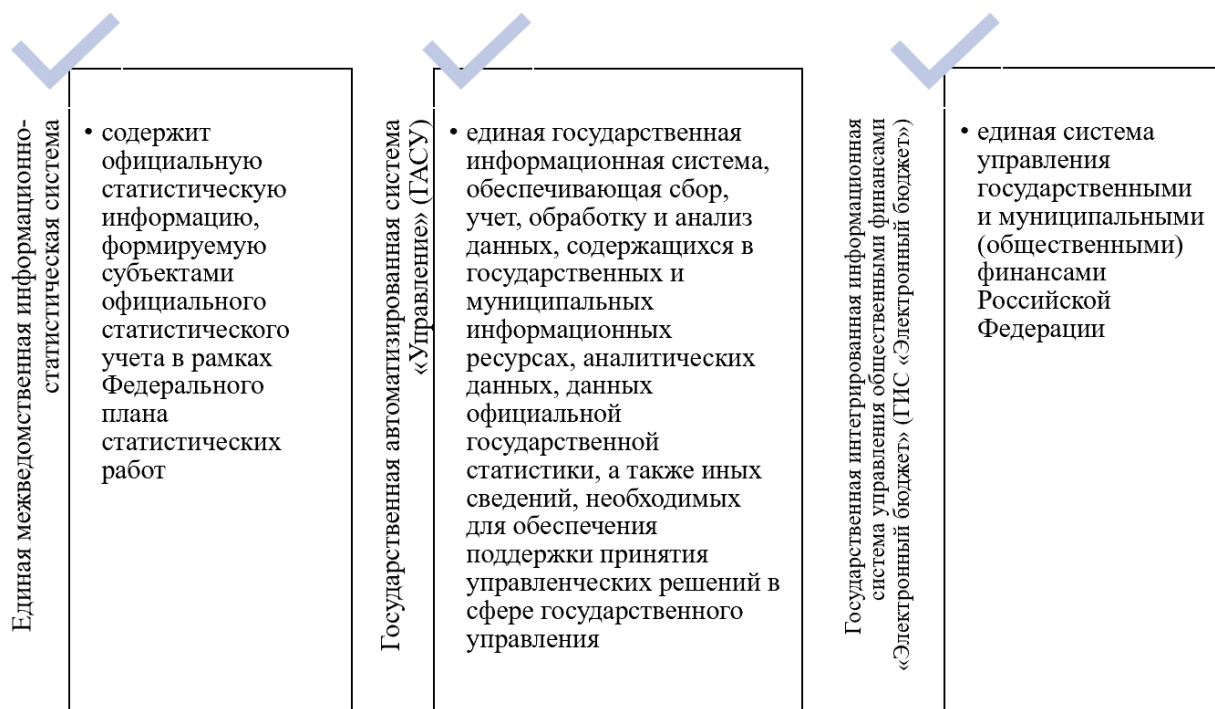 Единая межведомственная информационно-
статистическая система
• содержит
официальную
статистическую
информацию,
формируемую
субъектами
официального
статистического
учета в рамках
Федерального
плана
статистических
работ
Государственная автоматизированная система
«Управление» (ГАСУ)
• единая государственная
информационная система,
обеспечивающая сбор,
учет, обработку и анализ
данных, содержащихся в
государственных и
муниципальных
информационных
ресурсах, аналитических
данных, данных
официальной
государственной
статистики, а также иных
сведений, необходимых
для обеспечения
поддержки принятия
управленческих решений в
сфере государственного
управления
Государственная интегрированная информационная
система управления общественными финансами
«Электронный бюджет» (ГИС «Электронный бюджет»)
• единая система
управления
государственными
и муниципальными
(общественными)
финансами
Российской
Федерации